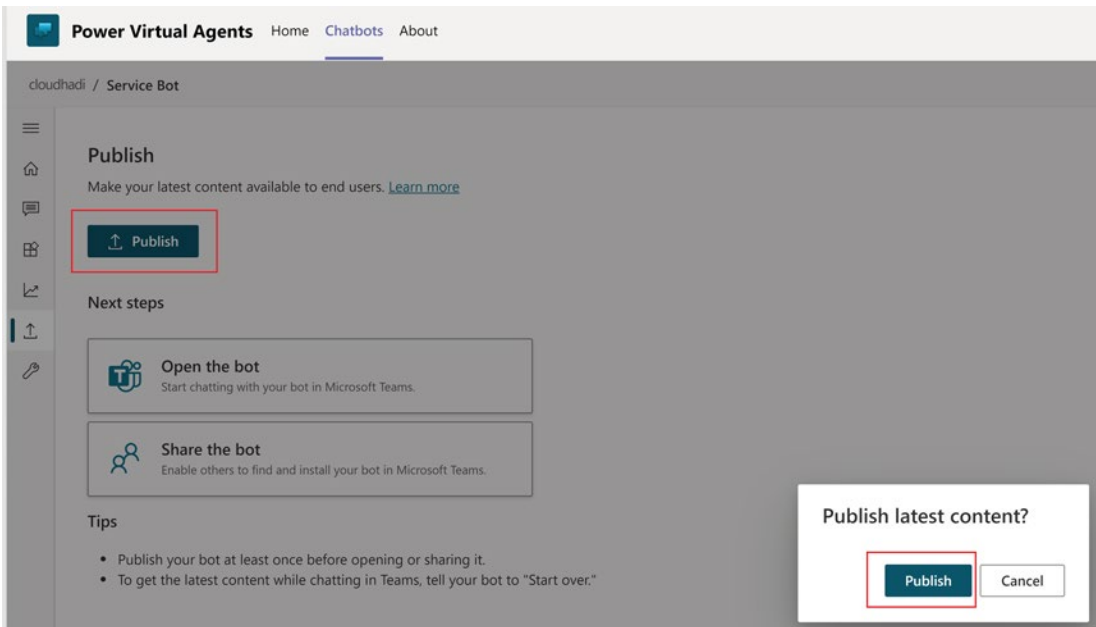 Power Virtual Agents Home Chatbots About
cloudhadi / Service Bot
Publish
Make your latest content available to end users. Learn more
Publish
Next steps
Open the bot
Start chatting with your bot in Microsoft Teams.
Share the bot
Enable others to find and install your bot in Microsoft Teams.
Tips
• Publish your bot at least once before opening or sharing it.
• To get the latest content while chatting in Teams, tell your bot to "Start over."
Publish latest content?
Publish Cancel